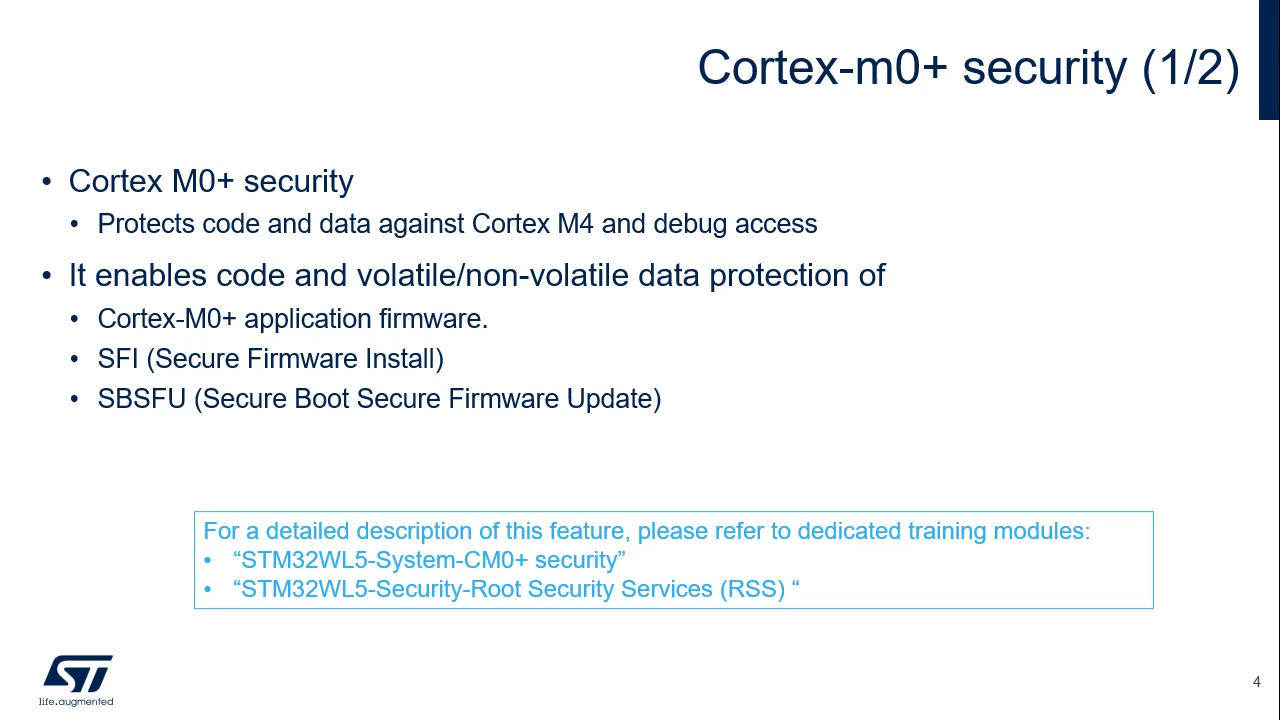 Cortex-m0+ security (1/2)
• Cortex M0+ security
• Protects code and data against Cortex M4 and debug access
• It enables code and volatile/non-volatile data protection of
• Cortex-M0+ application firmware.
• SFI (Secure Firmware Install)
• SBSFU (Secure Boot Secure Firmware Update)
For a detailed description of this feature, please refer to dedicated training modules:
• “STM32WL5-System-CM0+ security”
• “STM32WL5-Security-Root Security Services (RSS) “
ST
life.augmented
4